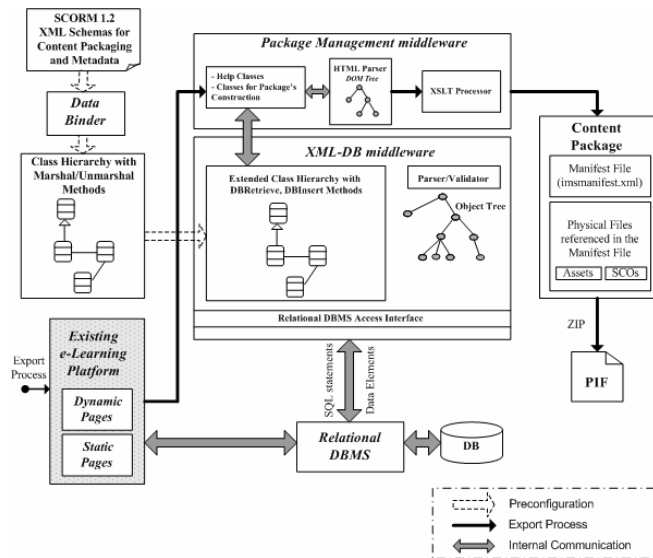 SCORM 1.2
XML Schemas for
Content Packaging
and Metadata
Data
Binder
Class Hierarchy with
Marshal/Unmarshal
Methods
Package Management middleware
- Help Classes
- Classes for Package's
Construction
HTML Parser
DOM Tree
XSLT Processor
XML-DB middleware
Extended Class Hierarchy with
DBRetrieve, DBInsert Methods
Parser/Validator
Object Tree
Relational DBMS Access Interface
Content
Package
Manifest File
(imsmanifest.xml)
Physical Files
referenced in the
Manifest File
Assets
SCOs
ZIP
PIF
Export
Process
Existing
e-Learning
Platform
Dynamic
Pages
Static
Pages
SQL statements
Data Elements
Relational
DBMS
DB
Preconfiguration
Export Process
Internal Communication